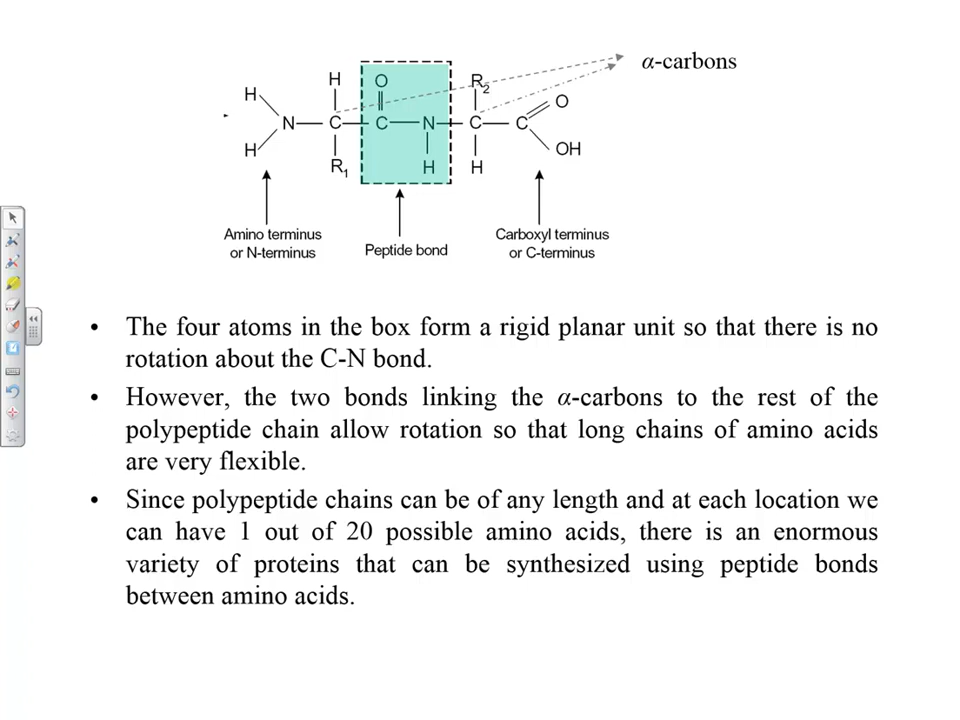 α-carbons
H H O R2 O
H
N C C N C C
H OH
R1 H H
Amino terminus
or N-terminus
Peptide bond
Carboxyl terminus
or C-terminus
• The four atoms in the box form a rigid planar unit so that there is no
rotation about the C-N bond.
• However, the two bonds linking the α-carbons to the rest of the
polypeptide chain allow rotation so that long chains of amino acids
are very flexible.
• Since polypeptide chains can be of any length and at each location we
can have 1 out of 20 possible amino acids, there is an enormous
variety of proteins that can be synthesized using peptide bonds
between amino acids.